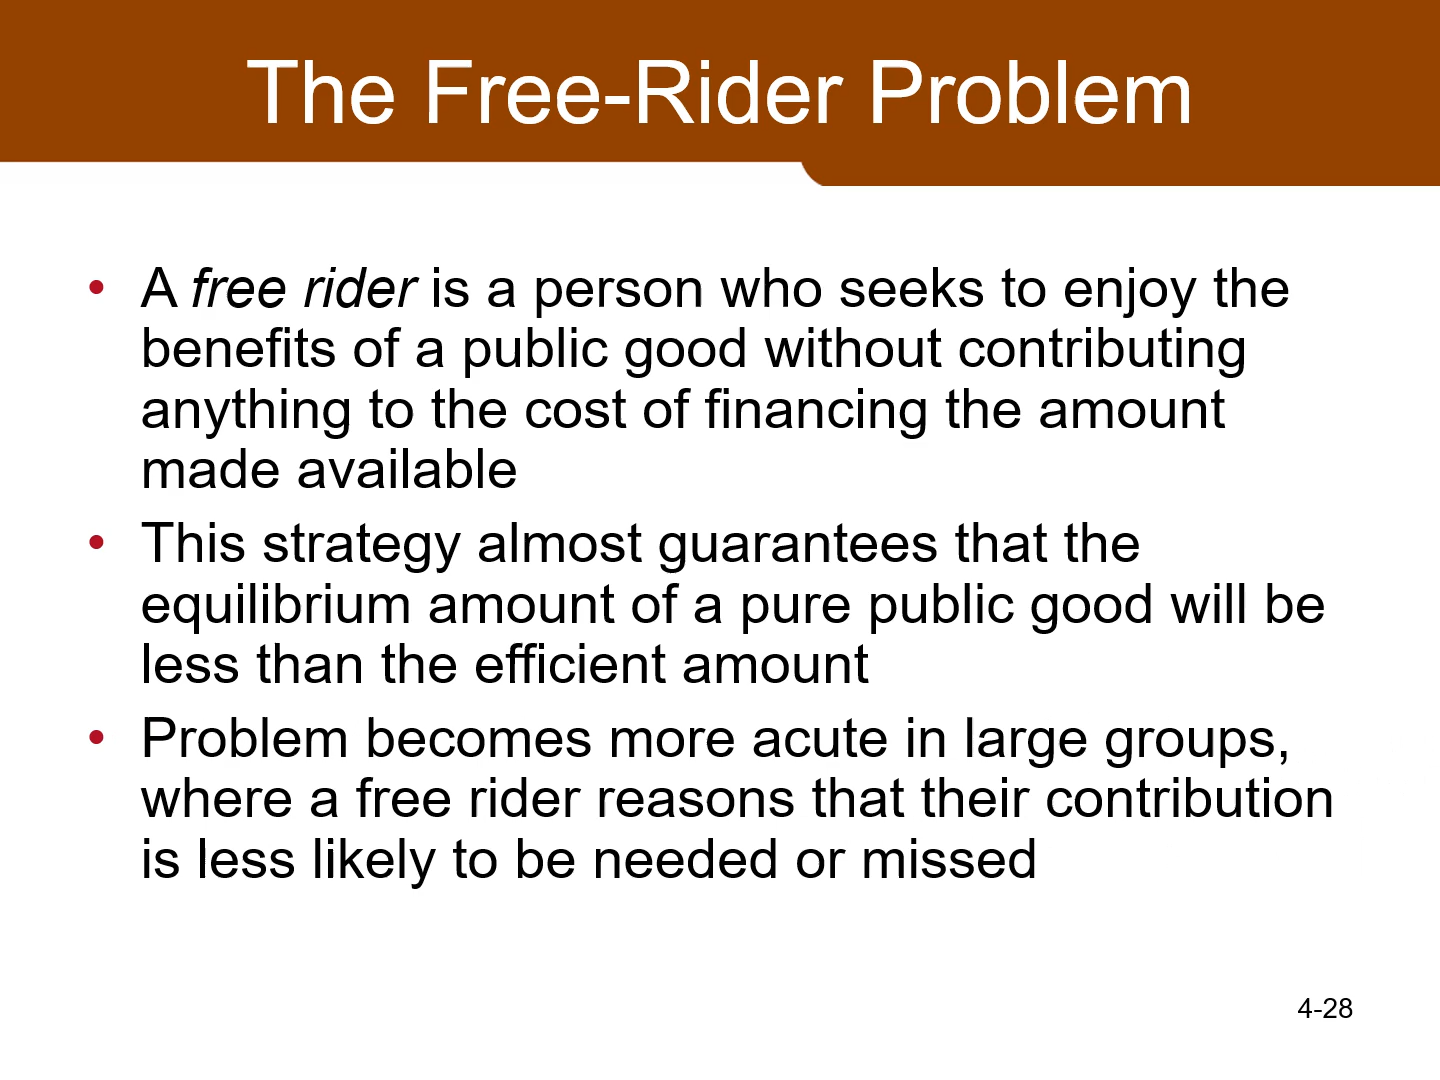 The Free-Rider Problem
• A free rider is a person who seeks to enjoy the
benefits of a public good without contributing
anything to the cost of financing the amount
made available
• This strategy almost guarantees that the
equilibrium amount of a pure public good will be
less than the efficient amount
• Problem becomes more acute in large groups,
where a free rider reasons that their contribution
is less likely to be needed or missed
4-28